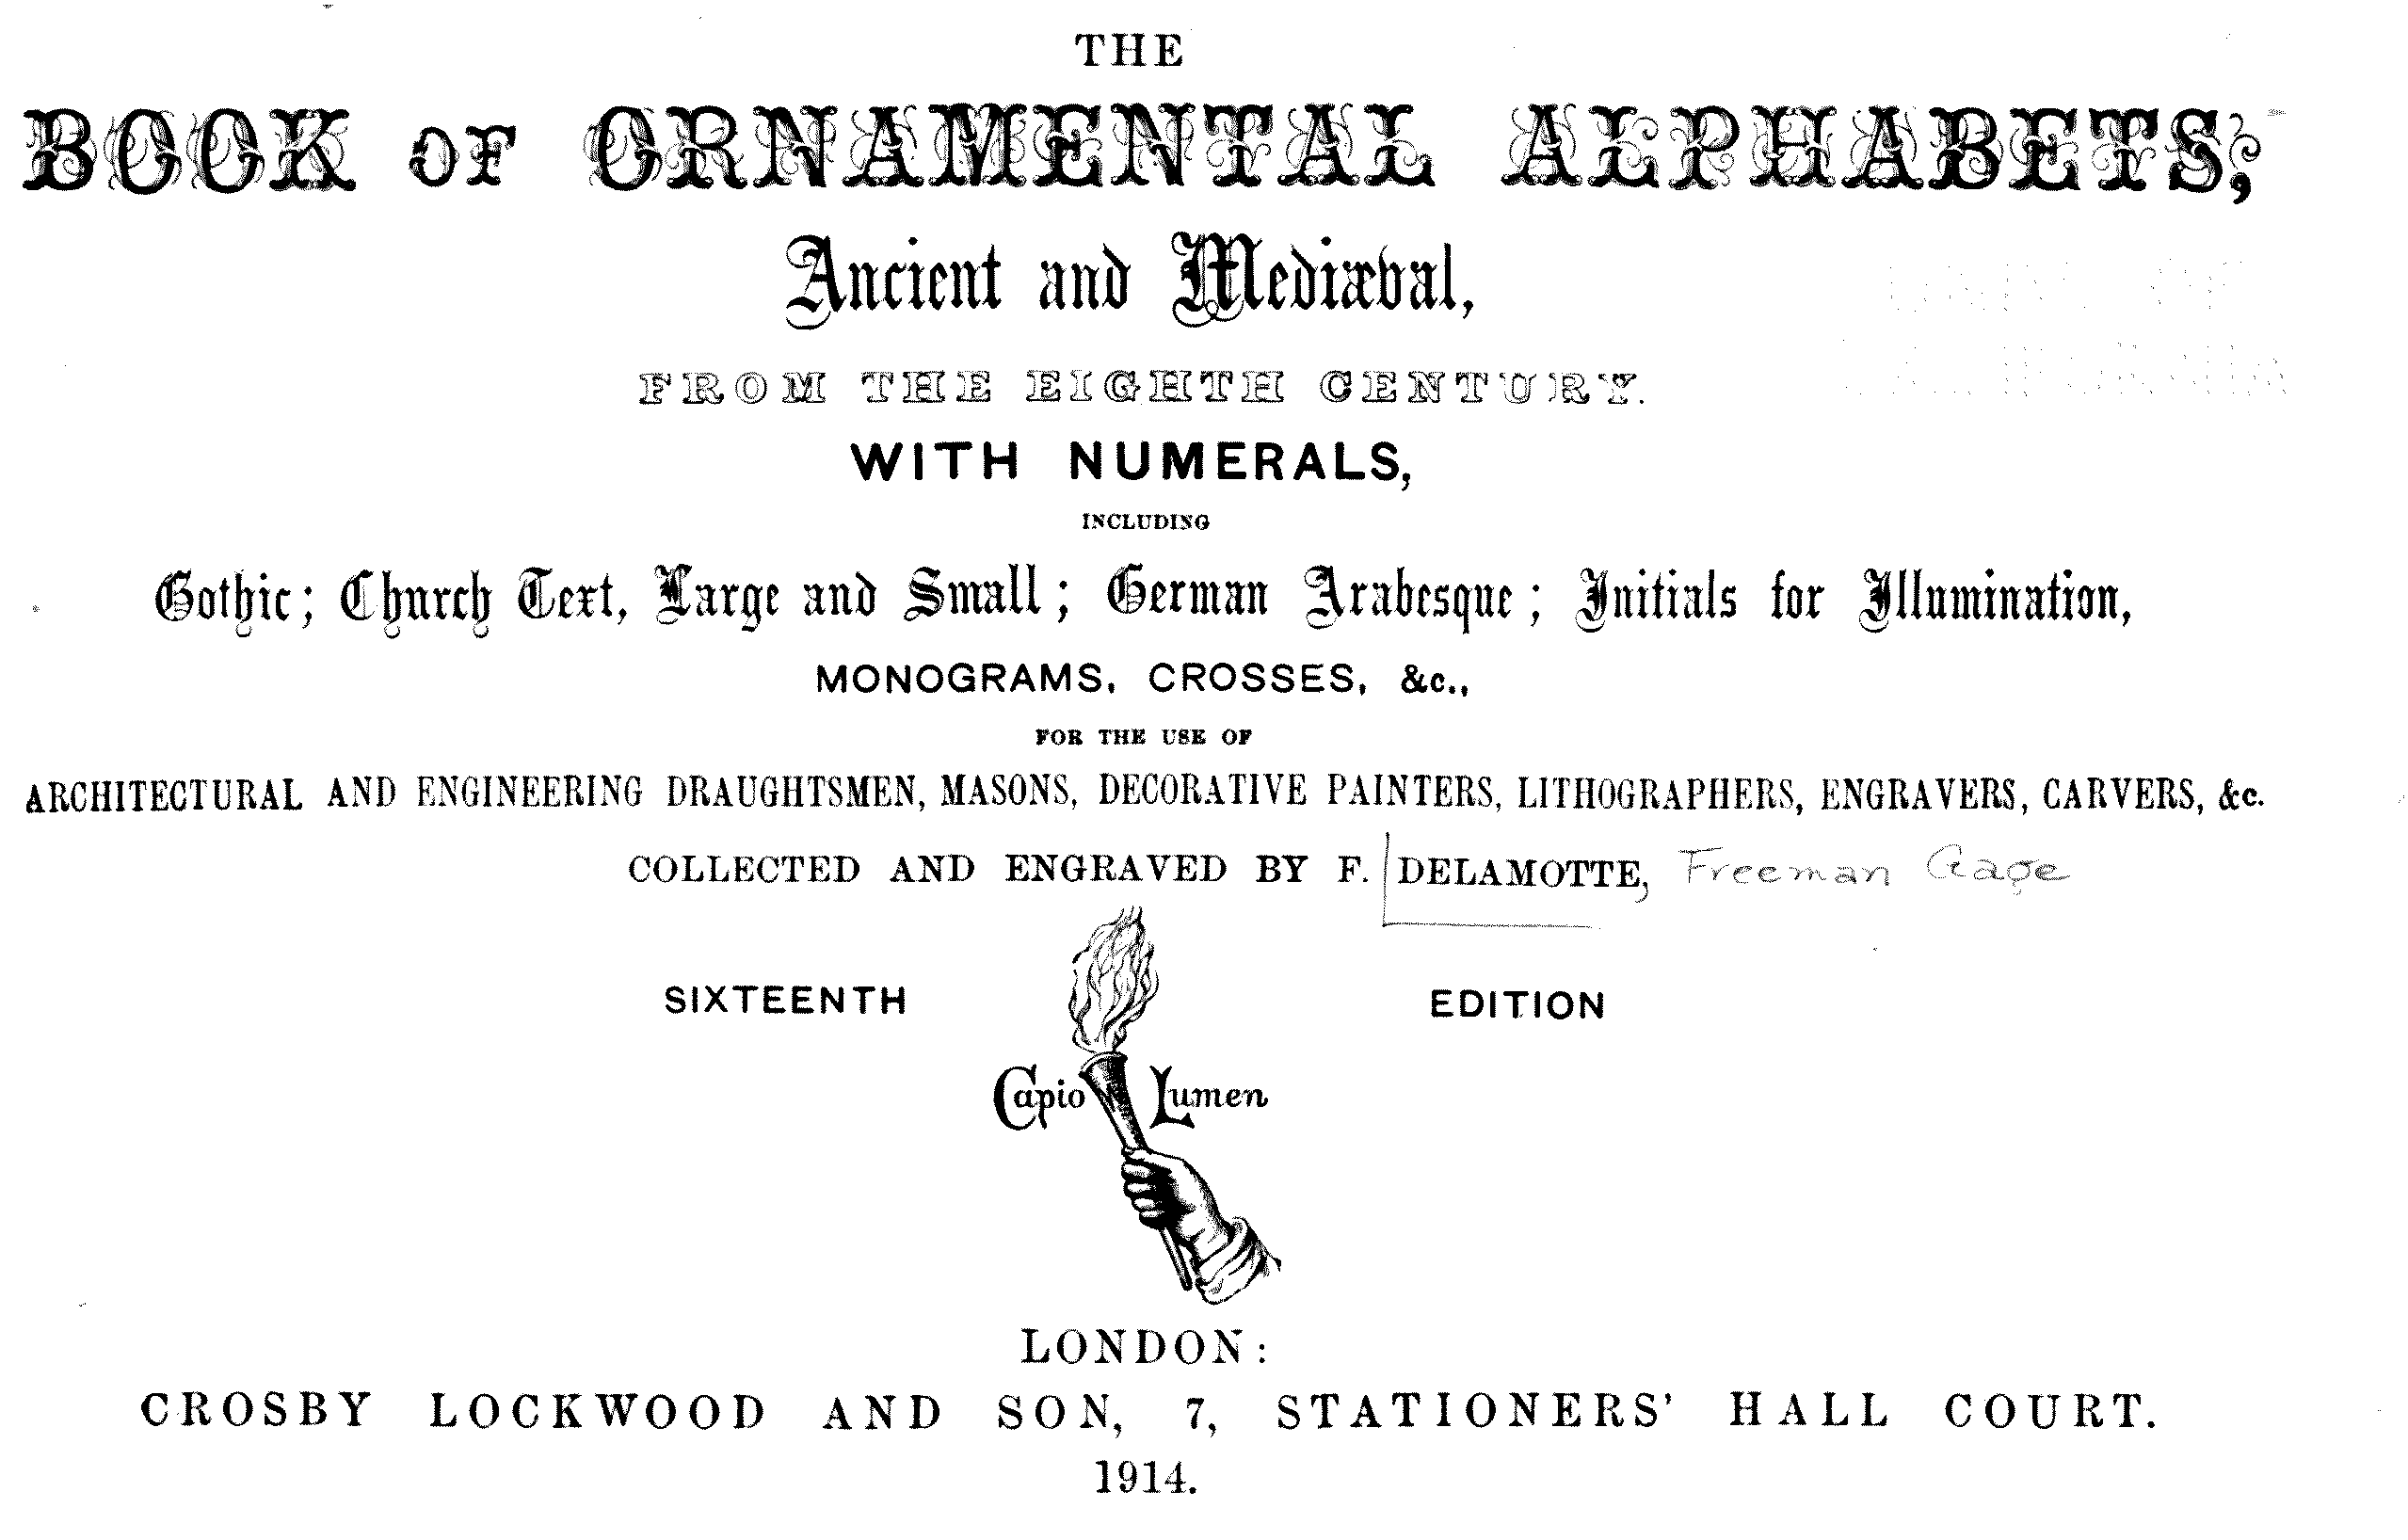 THE
BOOK OF ORNAMENTAL ALPHABETS,
Ancient and Mediæval,
FROM THE EIGHTH CENTURY.
WITH NUMERALS,
INCLUDING
Gothic; Church Text, Large and Small; German Arabesque; Initials for Illumination,
MONOGRAMS, CROSSES, &c.,
FOR THE USE OF
ARCHITECTURAL AND ENGINEERING DRAUGHTSMEN, MASONS, DECORATIVE PAINTERS, LITHOGRAPHERS, ENGRAVERS, CARVERS, &c.
COLLECTED AND ENGRAVED BY F. DELAMOTTE, Freeman Gage
SIXTEENTH EDITION
Capio Lumen
LONDON:
CROSBY LOCKWOOD AND SON, 7, STATIONERS' HALL COURT.
1914.